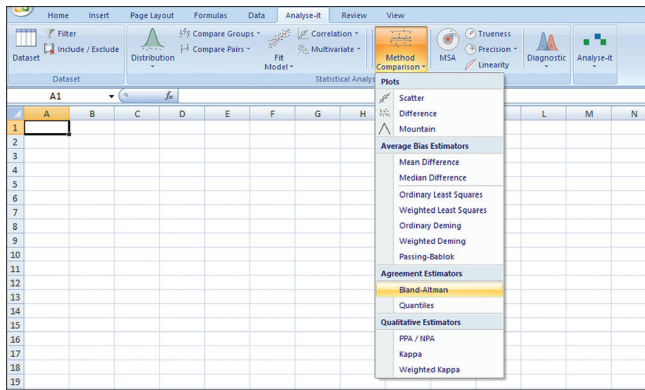 Home Insert Page Layout Formulas Data Analyse-it Review View
Filter
Include / Exclude
Dataset
Distribution
Compare Groups
Compare Pairs
Fit
Model
Correlation
Multivariate
Method
Comparison
MSA
Trueness
Precision
Linearity
Diagnostic
Analyse-it
Dataset
Statistical Analys
A1
fx
A B C D E F G H L M N
1
2
3
4
5
6
7
8
9
10
11
12
13
14
15
16
17
18
19
Plots
Scatter
Difference
Mountain
Average Bias Estimators
Mean Difference
Median Difference
Ordinary Least Squares
Weighted Least Squares
Ordinary Deming
Weighted Deming
Passing-Bablok
Agreement Estimators
Bland-Altman
Quantiles
Qualitative Estimators
PPA / NPA
Kappa
Weighted Kappa